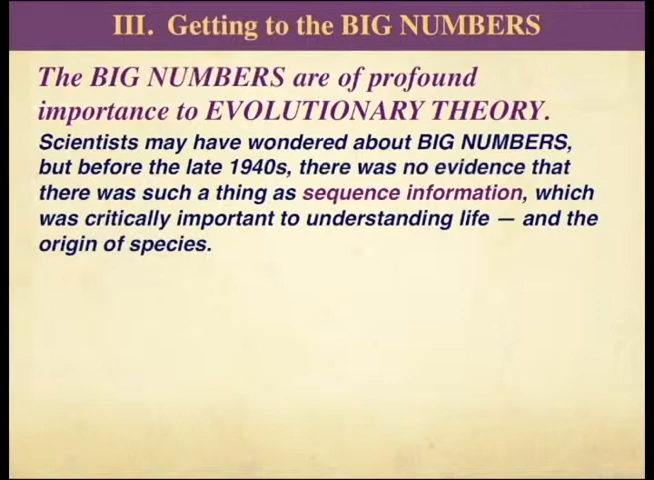 III. Getting to the BIG NUMBERS
The BIG NUMBERS are of profound
importance to EVOLUTIONARY THEORY.
Scientists may have wondered about BIG NUMBERS,
but before the late 1940s, there was no evidence that
there was such a thing as sequence information, which
was critically important to understanding life — and the
origin of species.